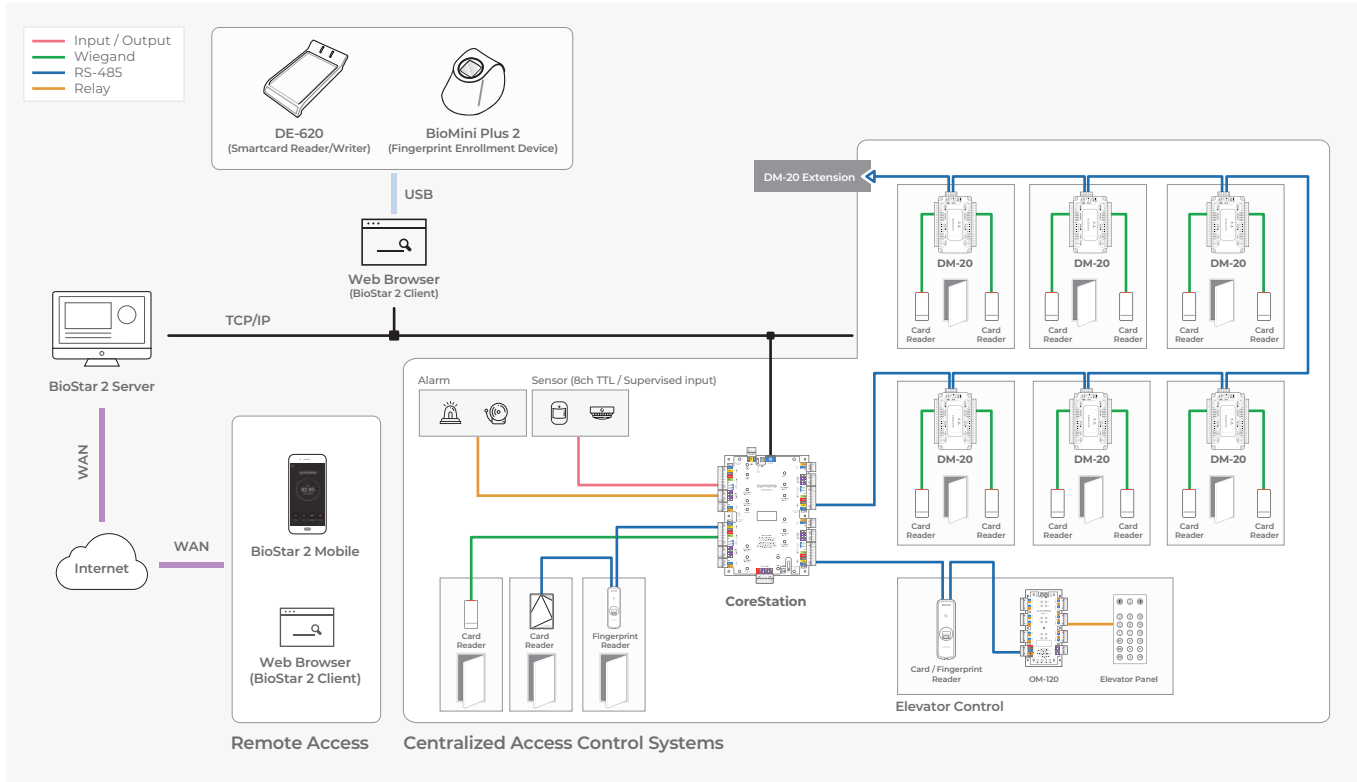 Input / Output
Wiegand
RS-485
Relay
DE-620
(Smartcard Reader/Writer)
BioMini Plus 2
(Fingerprint Enrollment Device)
USB
Web Browser
(BioStar 2 Client)
TCP/IP
BioStar 2 Server
WAN
Internet
WAN
BioStar 2 Mobile
Web Browser
(BioStar 2 Client)
Remote Access
DM-20 Extension
DM-20
Card
Reader
Card
Reader
DM-20
Card
Reader
Card
Reader
DM-20
Card
Reader
Card
Reader
DM-20
Card
Reader
Card
Reader
DM-20
Card
Reader
Card
Reader
DM-20
Card
Reader
Card
Reader
Alarm
Sensor (8ch TTL / Supervised input)
CoreStation
Card
Reader
Card
Reader
Fingerprint
Reader
Card / Fingerprint
Reader
OM-120
Elevator Panel
Elevator Control
Centralized Access Control Systems